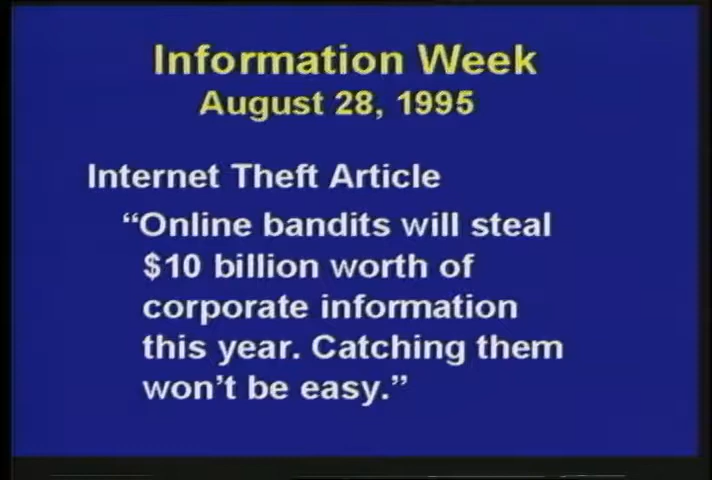 Information Week
August 28, 1995
Internet Theft Article
“Online bandits will steal
$10 billion worth of
corporate information
this year. Catching them
won’t be easy.”